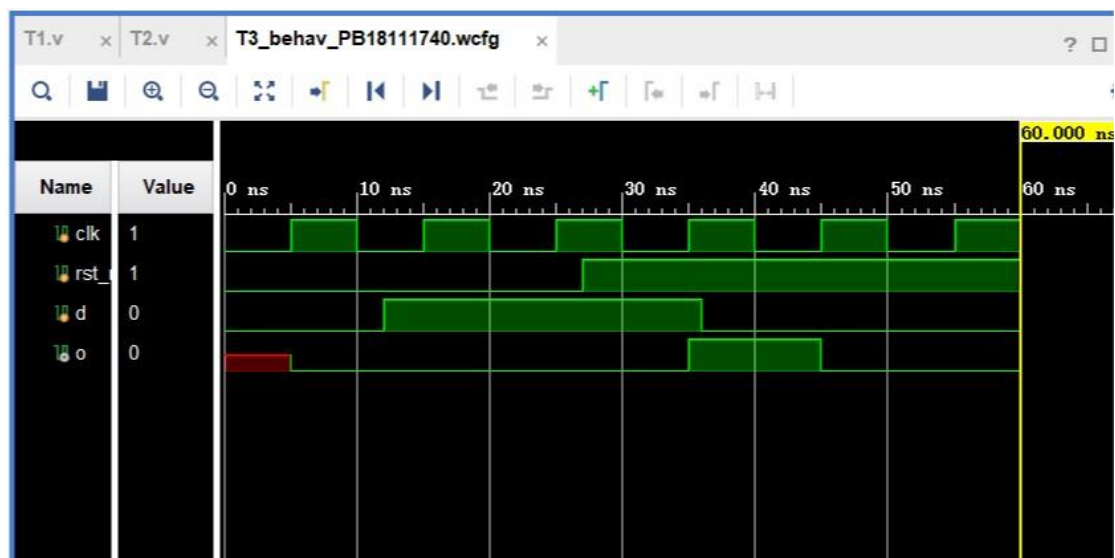 T1.v × T2.v × T3_behav_PB18111740.wcfg × ?
60.000 ns
Name Value 0 ns 10 ns 20 ns 30 ns 40 ns 50 ns 60 ns
clk 1
rst_ 1
d 0
o 0